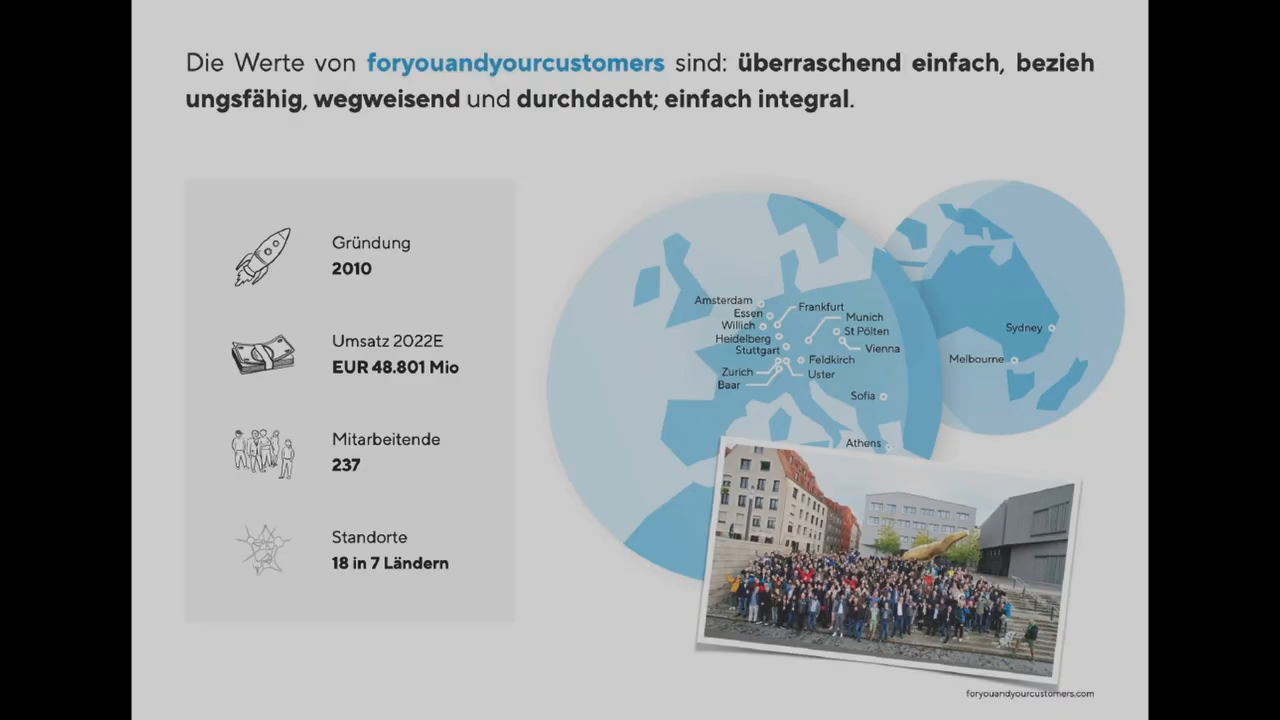 Die Werte von foryouandyourcustomers sind: überraschend einfach, bezieh
ungsfähig, wegweisend und durchdacht; einfach integral.
Gründung
2010
Umsatz 2022E
EUR 48.801 Mio
Mitarbeitende
237
Standorte
18 in 7 Ländern
Amsterdam
Essen
Willich
Heidelberg
Stuttgart
Zurich
Baar
Frankfurt
Munich
St Pölten
Vienna
Feldkirch
Uster
Sofia
Athens
Sydney
Melbourne
foryouandyourcustomers.com